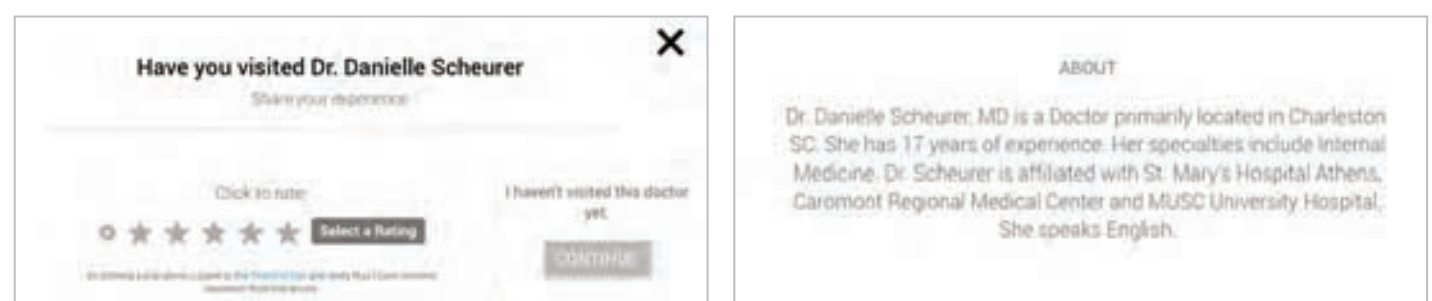 Have you visited Dr. Danielle Scheurer
Share your experience
Click to rate
Select a Rating
I haven't visited this doctor
yet.
CONTINUE
ABOUT
Dr. Danielle Scheurer, MD is a Doctor primarily located in Charleston
SC. She has 17 years of experience. Her specialties include Internal
Medicine. Dr. Scheurer is affiliated with St. Mary's Hospital Athens,
Caromont Regional Medical Center and MUSC University Hospital,
She speaks English.